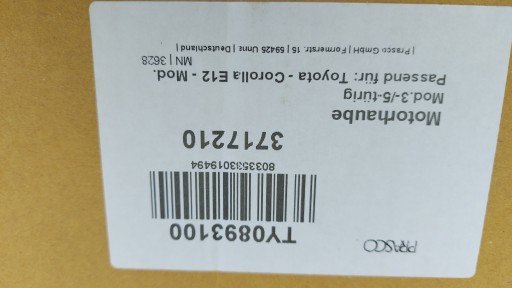 PRASCO
TY0893100
8033533019494
3717210
Motorhaube
Mod.3-/5-türig
Passend für: Toyota - Corolla E12 - Mod.
MN 3628
| Prasco GmbH | Formerstr. 15 | 59425 Unna | Deutschland |